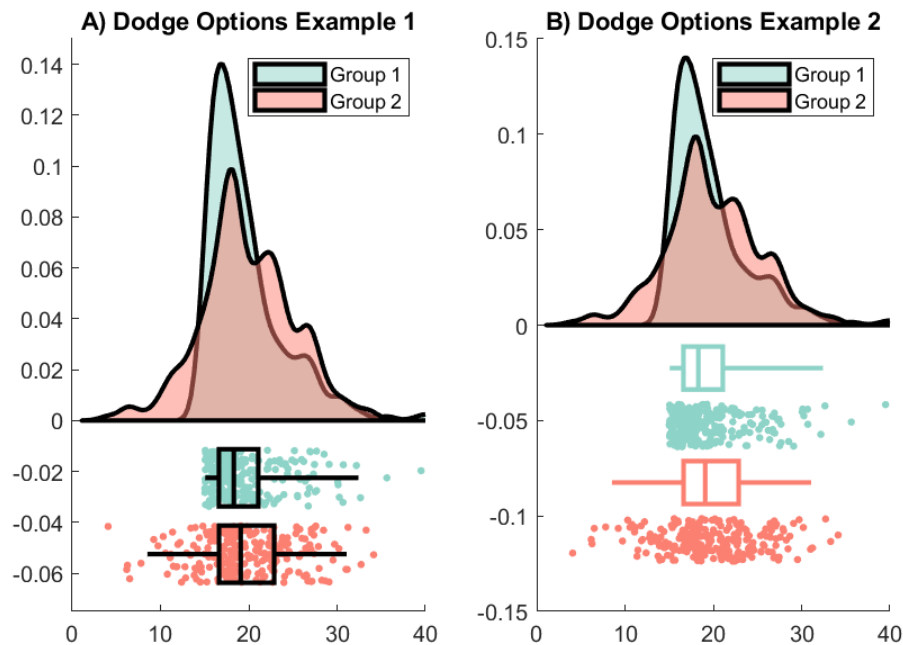 A) Dodge Options Example 1
0.14
0.12
0.1
0.08
0.06
0.04
0.02
0
-0.02
-0.04
-0.06
0 10 20 30 40
Group 1
Group 2
B) Dodge Options Example 2
0.15
0.1
0.05
0
-0.05
-0.1
-0.15
0 10 20 30 40
Group 1
Group 2